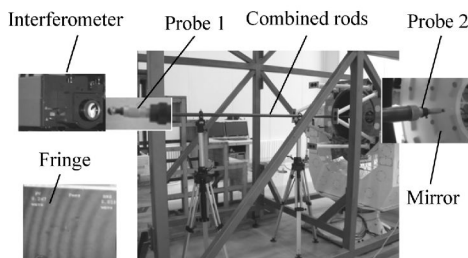 Interferometer
Probe 1
Combined rods
Probe 2
Fringe
Mirror